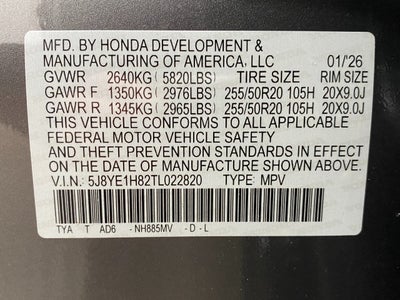 MFD. BY HONDA DEVELOPMENT &
MANUFACTURING OF AMERICA, LLC 01/'26
GVWR 2640KG (5820LBS) TIRE SIZE RIM SIZE
GAWR F 1350KG (2976LBS) 255/50R20 105H 20X9.0J
GAWR R 1345KG (2965LBS) 255/50R20 105H 20X9.0J
THIS VEHICLE CONFORMS TO ALL APPLICABLE
FEDERAL MOTOR VEHICLE SAFETY
AND THEFT PREVENTION STANDARDS IN EFFECT ON THE
DATE OF MANUFACTURE SHOWN ABOVE.
V.I.N.: 5J8YE1H82TL022820 TYPE: MPV
TYA T AD6 - NH885MV - D - L